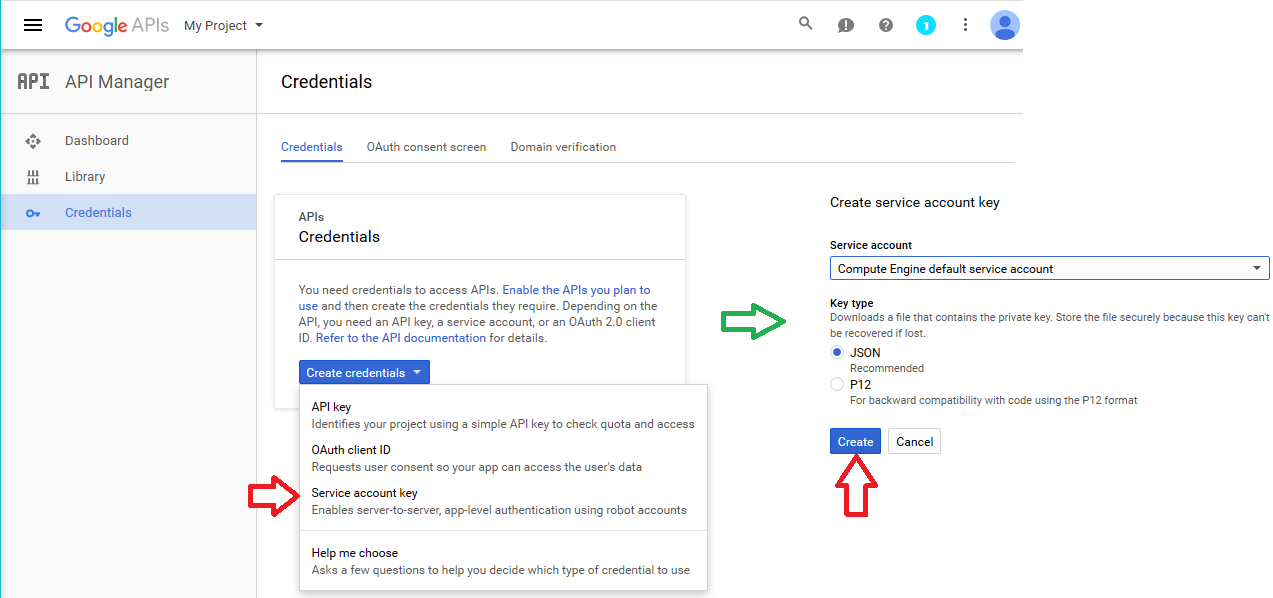 Google APIs My Project
1
API API Manager
Credentials
Dashboard
Library
Credentials
Credentials OAuth consent screen Domain verification
APIs
Credentials
You need credentials to access APIs. Enable the APIs you plan to
use and then create the credentials they require. Depending on the
API, you need an API key, a service account, or an OAuth 2.0 client
ID. Refer to the API documentation for details.
Create credentials
API key
Identifies your project using a simple API key to check quota and access
OAuth client ID
Requests user consent so your app can access the user's data
Service account key
Enables server-to-server, app-level authentication using robot accounts
Help me choose
Asks a few questions to help you decide which type of credential to use
Create service account key
Service account
Compute Engine default service account
Key type
Downloads a file that contains the private key. Store the file securely because this key can't
be recovered if lost.
JSON
Recommended
P12
For backward compatibility with code using the P12 format
Create Cancel